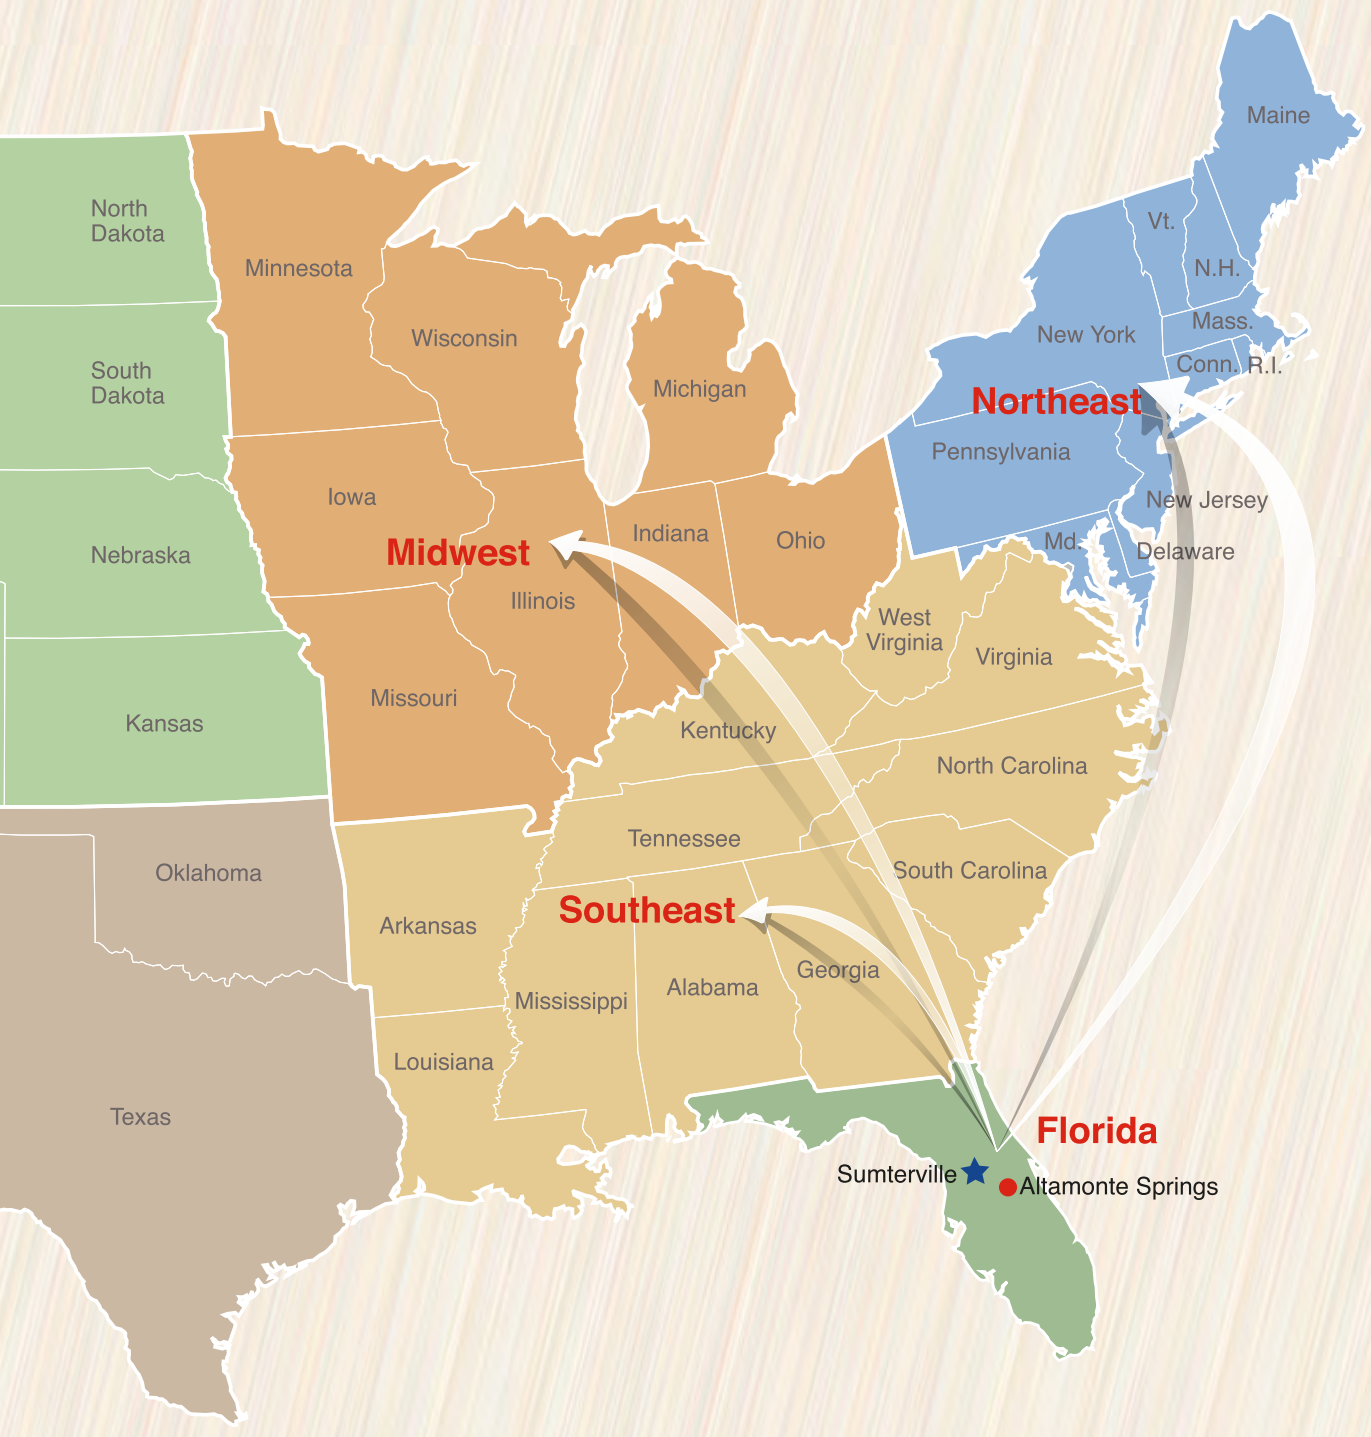 Maine
North
Dakota
Vt.
Minnesota
N.H.
Mass.
Wisconsin
New York
Conn.
R.I.
South
Dakota
Michigan
Northeast
Pennsylvania
Iowa
New Jersey
Indiana
Ohio
Md.
Delaware
Midwest
Nebraska
Illinois
West
Virginia
Virginia
Missouri
Kansas
Kentucky
North Carolina
Tennessee
Oklahoma
South Carolina
Southeast
Arkansas
Georgia
Alabama
Mississippi
Louisiana
Texas
Florida
Sumterville
Altamonte Springs